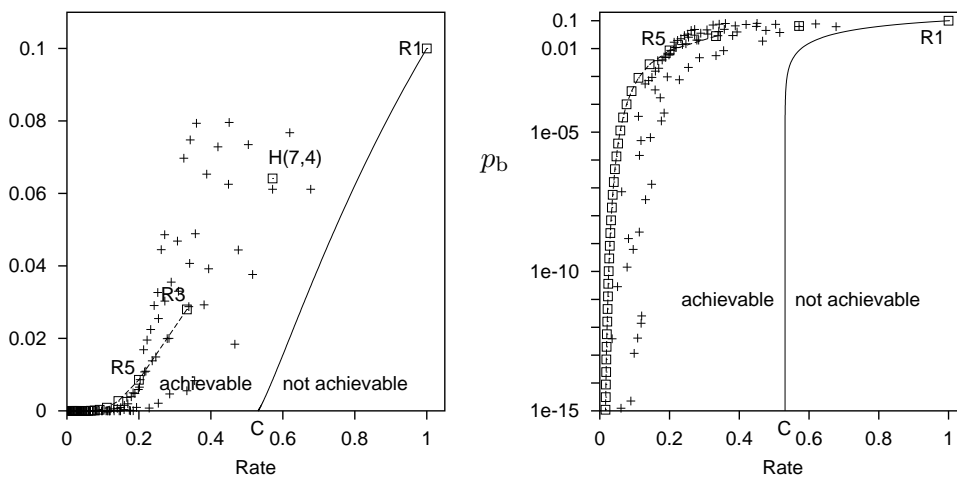 0.1
0.08
0.06
0.04
0.02
0
0 0.2 0.4 0.6 0.8 1
C
Rate
R1
H(7,4)
R3
R5
achievable not achievable
p_b
0.1
0.01
1e-05
1e-10
1e-15
0 0.2 0.4 0.6 0.8 1
C
Rate
R5
R1
achievable not achievable